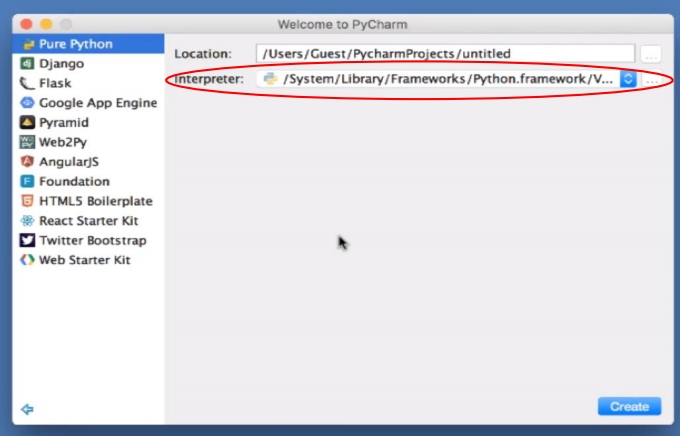 Welcome to PyCharm
Pure Python
Django
Flask
Google App Engine
Pyramid
Web2Py
AngularJS
Foundation
HTML5 Boilerplate
React Starter Kit
Twitter Bootstrap
Web Starter Kit
Location:
/Users/Guest/PycharmProjects/untitled
...
Interpreter:
/System/Library/Frameworks/Python.framework/V...
...
Create